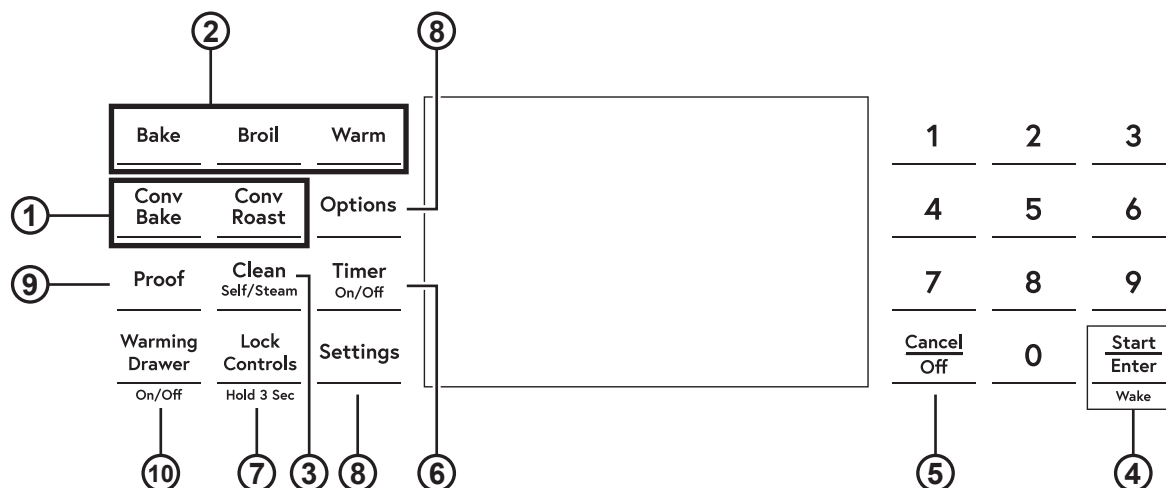 2
8
Bake Broil Warm
1 2 3
Conv Bake
Conv Roast
Options
1
4 5 6
9
Proof
Clean
Self/Steam
Timer
On/Off
7 8 9
Warming
Drawer
On/Off
Lock
Controls
Hold 3 Sec
Settings
Cancel
Off
0
Start
Enter
Wake
10 7 3 8 6 5 4